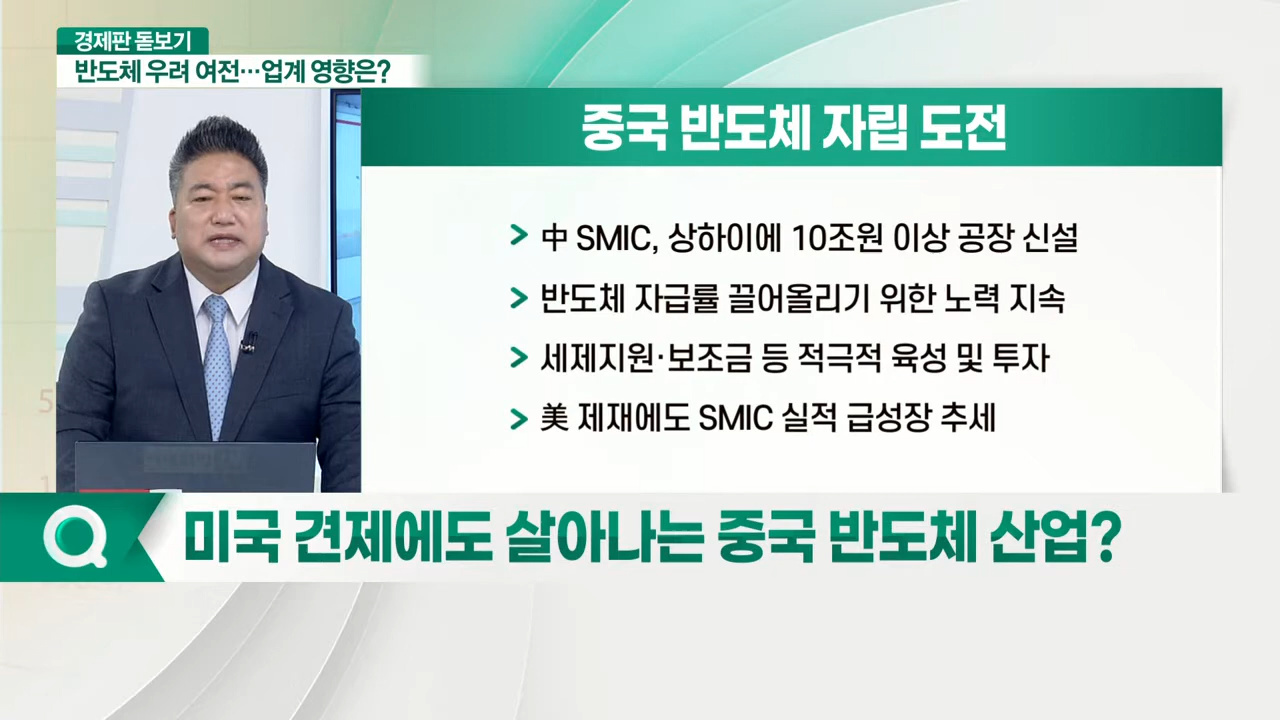 경제판 돋보기
반도체 우려 여전…업계 영향은?
중국 반도체 자립 도전
> 中 SMIC, 상하이에 10조원 이상 공장 신설
> 반도체 자급률 끌어올리기 위한 노력 지속
> 세제지원·보조금 등 적극적 육성 및 투자
> 美 제재에도 SMIC 실적 급성장 추세
Q 미국 견제에도 살아나는 중국 반도체 산업?